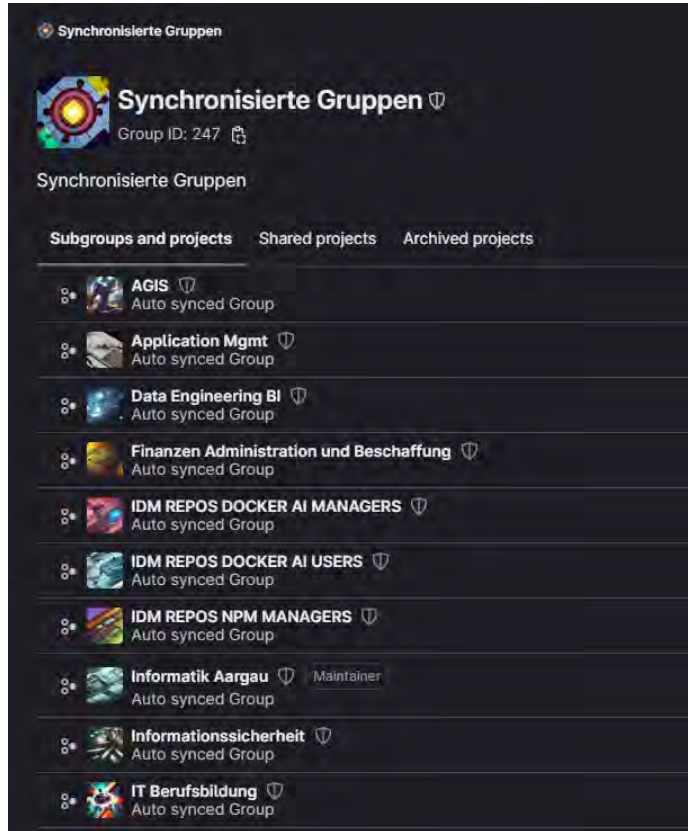 Synchronisierte Gruppen
Synchronisierte Gruppen
Group ID: 247
Synchronisierte Gruppen
Subgroups and projects Shared projects Archived projects
AGIS
Auto synced Group
Application Mgmt
Auto synced Group
Data Engineering BI
Auto synced Group
Finanzen Administration und Beschaffung
Auto synced Group
IDM REPOS DOCKER AI MANAGERS
Auto synced Group
IDM REPOS DOCKER AI USERS
Auto synced Group
IDM REPOS NPM MANAGERS
Auto synced Group
Informatik Aargau Maintainer
Auto synced Group
Informationssicherheit
Auto synced Group
IT Berufsbildung
Auto synced Group